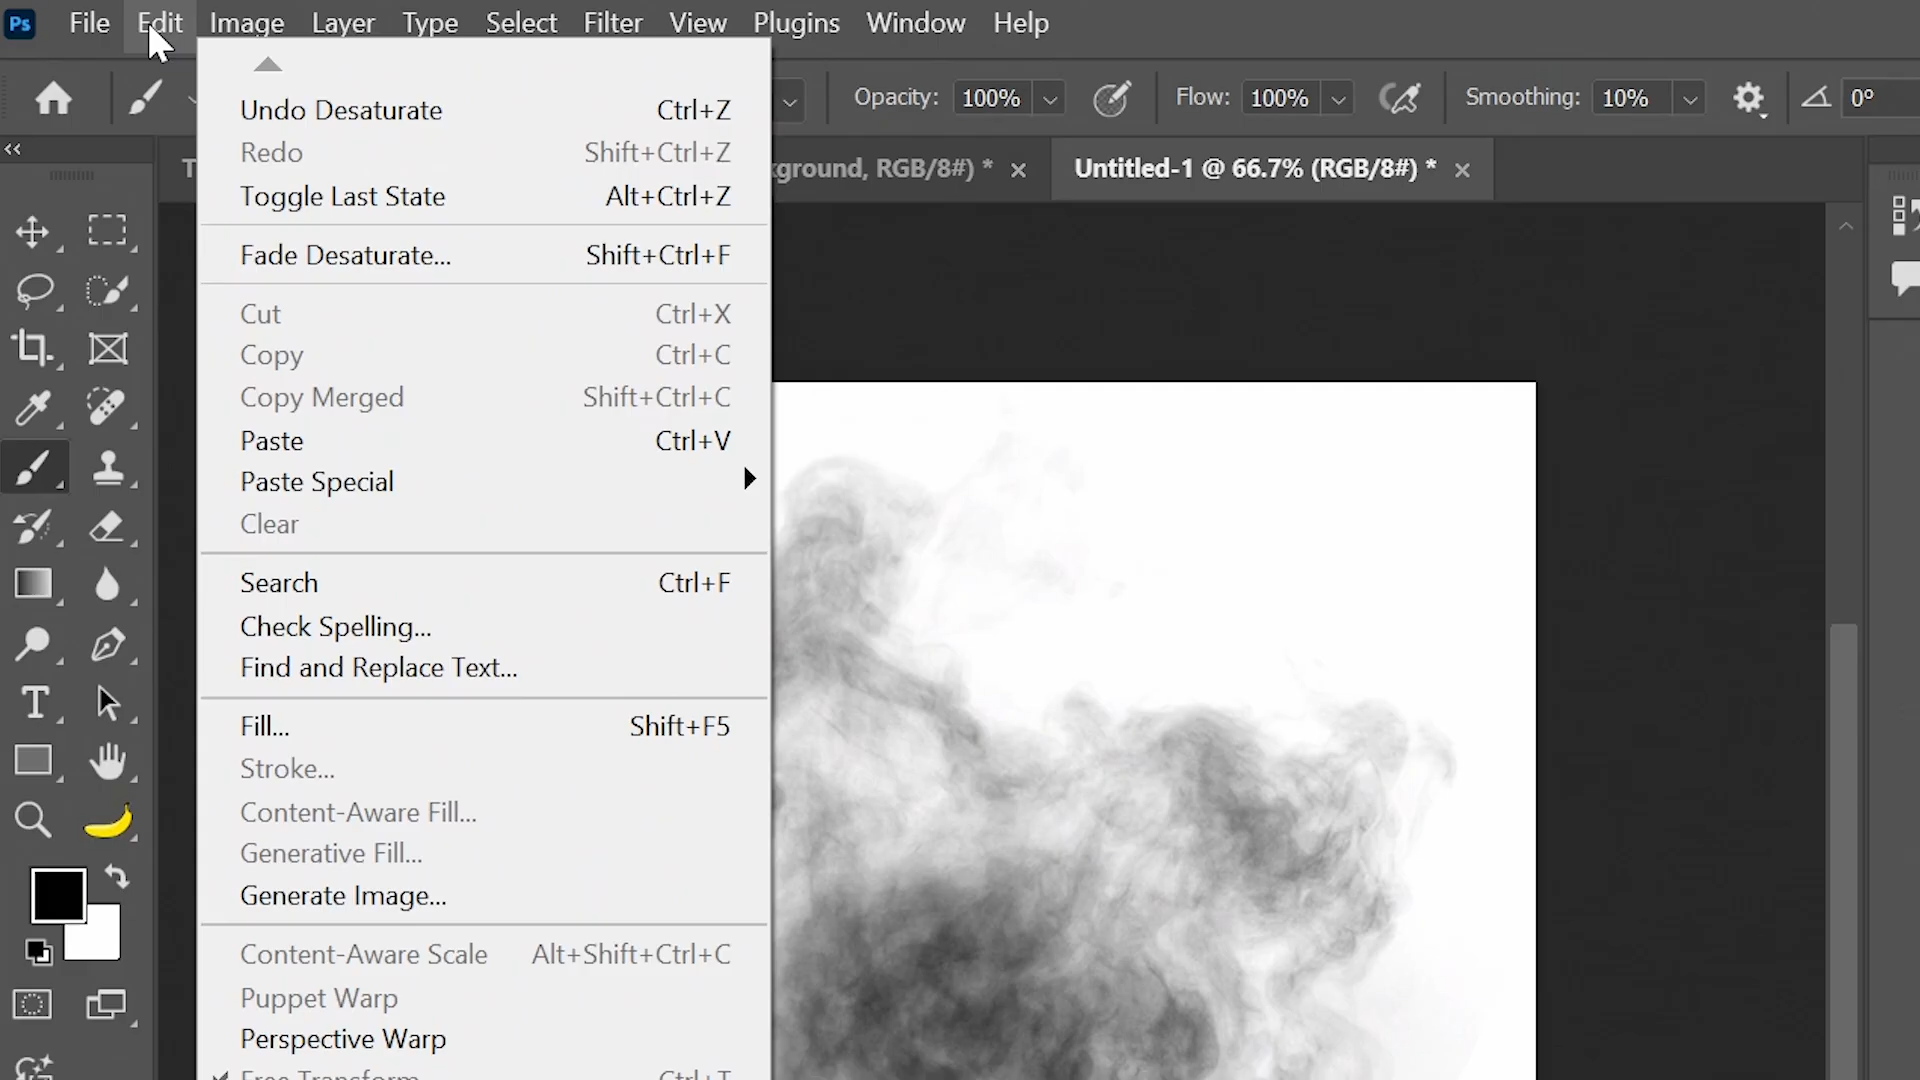 Ps File Edit Image Layer Type Select Filter View Plugins Window Help
Opacity: 100% Flow: 100% Smoothing: 10% 0°
kground, RGB/8#) * × Untitled-1 @ 66.7% (RGB/8#) * ×
Undo Desaturate Ctrl+Z
Redo Shift+Ctrl+Z
Toggle Last State Alt+Ctrl+Z
Fade Desaturate... Shift+Ctrl+F
Cut Ctrl+X
Copy Ctrl+C
Copy Merged Shift+Ctrl+C
Paste Ctrl+V
Paste Special
Clear
Search Ctrl+F
Check Spelling...
Find and Replace Text...
Fill... Shift+F5
Stroke...
Content-Aware Fill...
Generative Fill...
Generate Image...
Content-Aware Scale Alt+Shift+Ctrl+C
Puppet Warp
Perspective Warp
Free Transform Ctrl+T